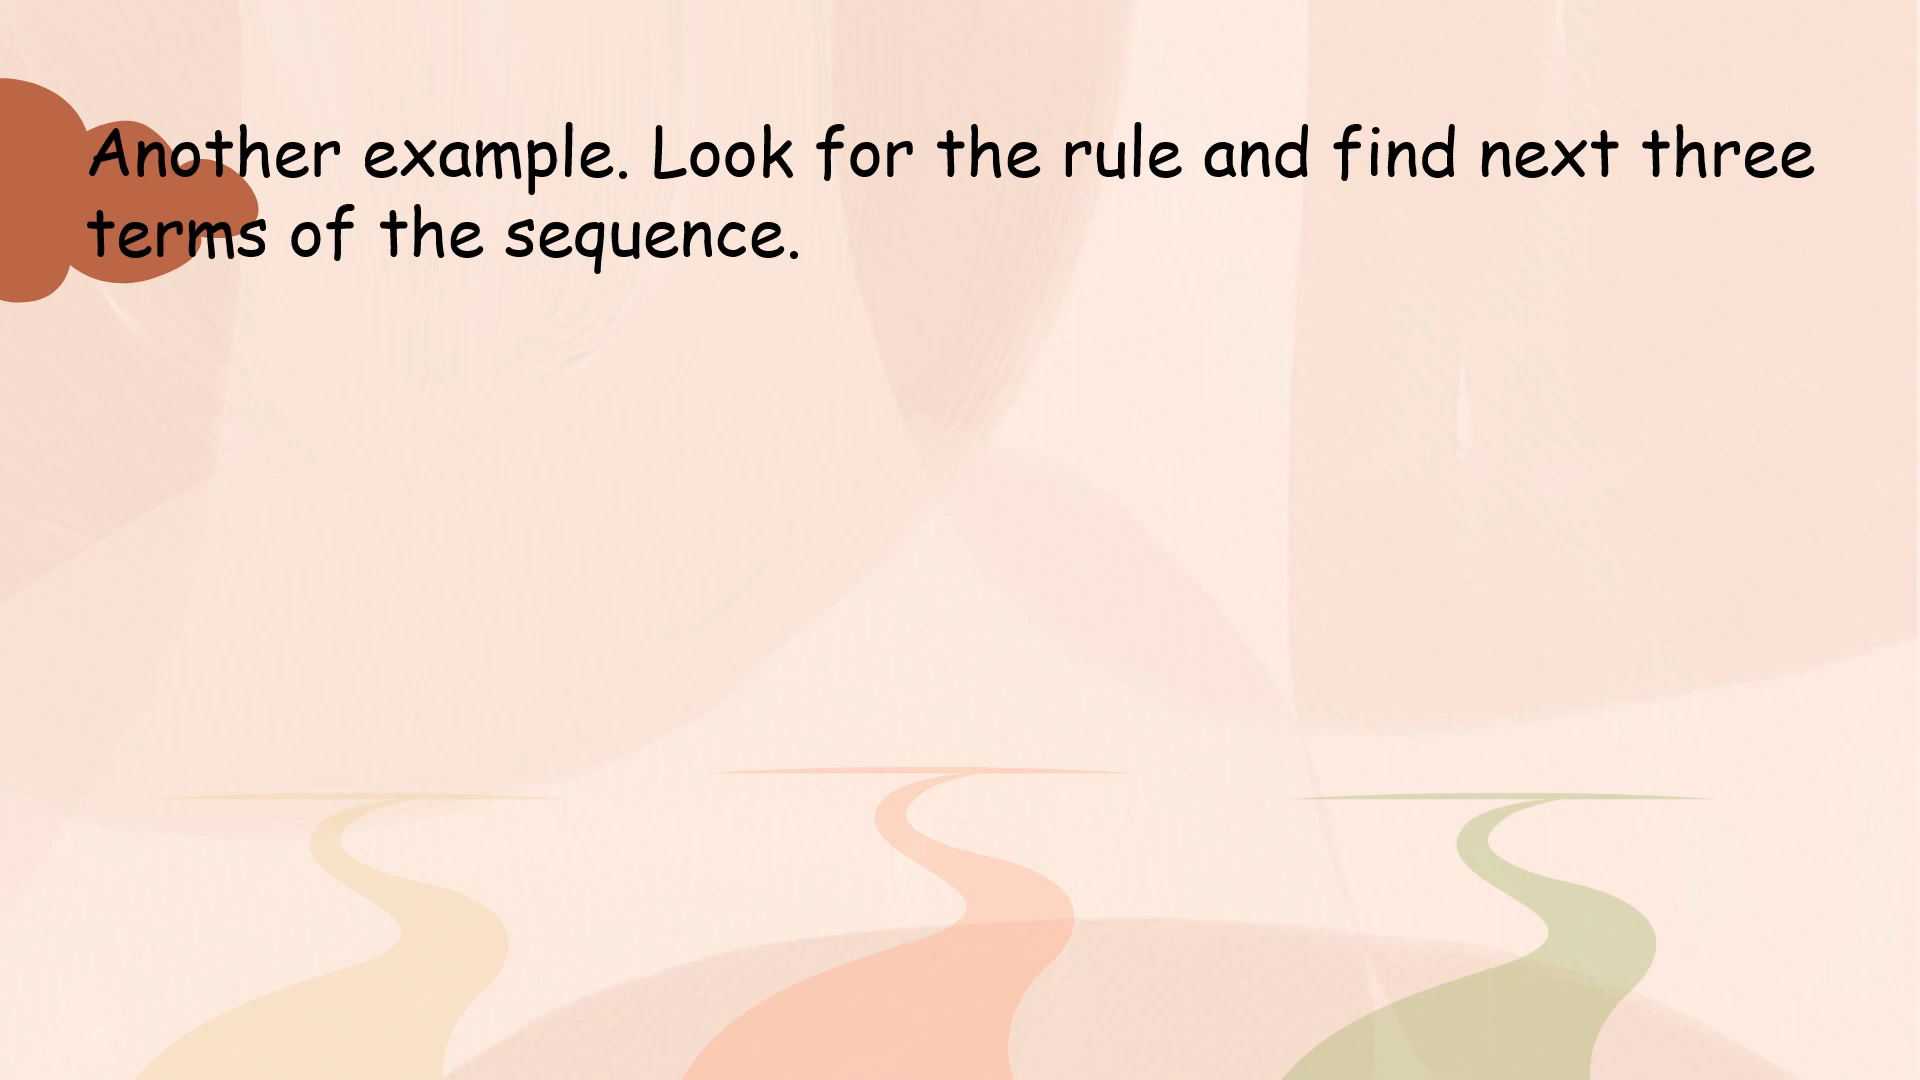 Another example. Look for the rule and find next three
terms of the sequence.